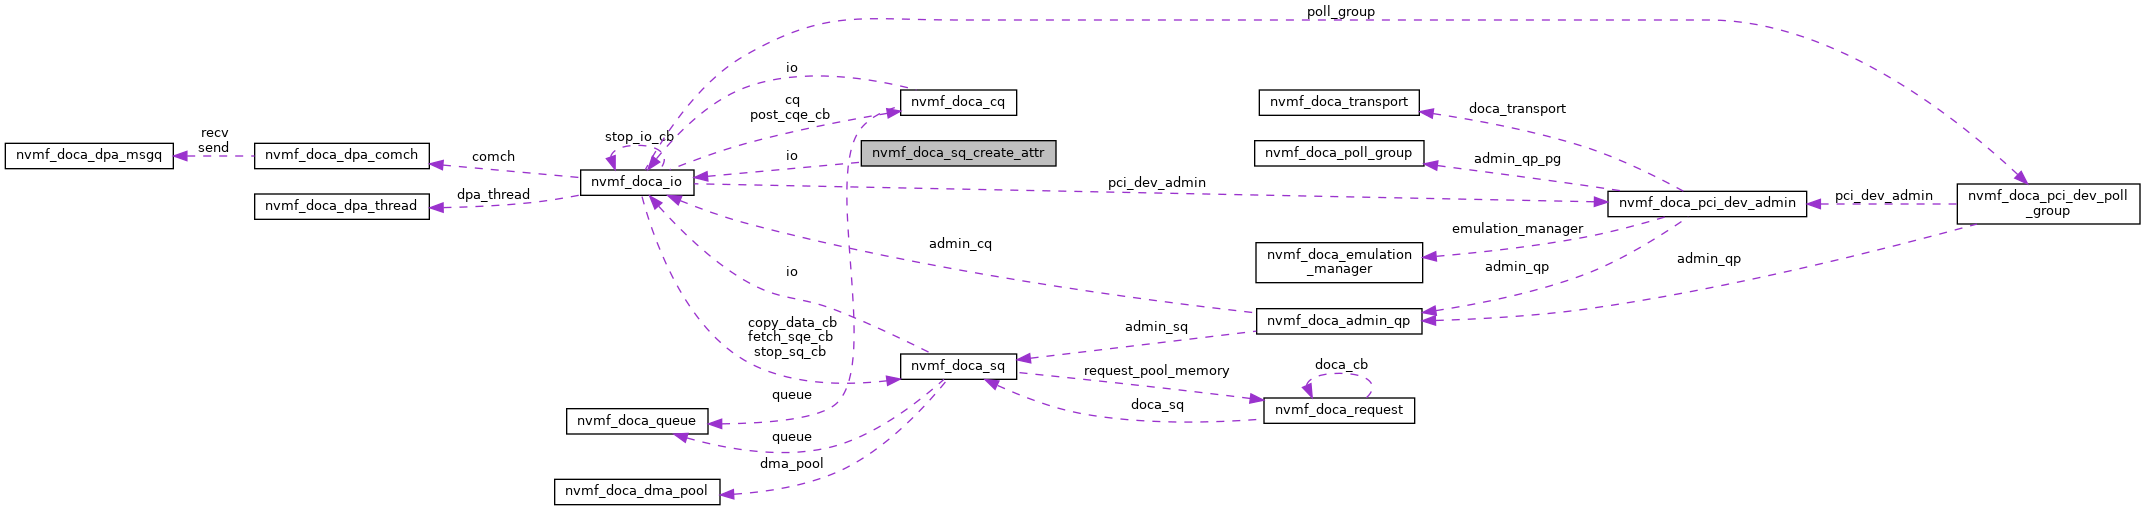 poll_group
io
nvmf_doca_cq
cq
post_cqe_cb
nvmf_doca_transport
doca_transport
recv
send
stop_io_cb
nvmf_doca_dpa_msgq
nvmf_doca_dpa_comch
comch
io
nvmf_doca_sq_create_attr
nvmf_doca_poll_group
admin_qp_pg
nvmf_doca_io
pci_dev_admin
dpa_thread
nvmf_doca_dpa_thread
nvmf_doca_pci_dev_admin
pci_dev_admin
nvmf_doca_pci_dev_poll
_group
emulation_manager
admin_cq
nvmf_doca_emulation
_manager
admin_qp
admin_qp
io
copy_data_cb
fetch_sqe_cb
stop_sq_cb
admin_sq
nvmf_doca_admin_qp
nvmf_doca_sq
request_pool_memory
doca_cb
queue
doca_sq
nvmf_doca_request
nvmf_doca_queue
queue
dma_pool
nvmf_doca_dma_pool